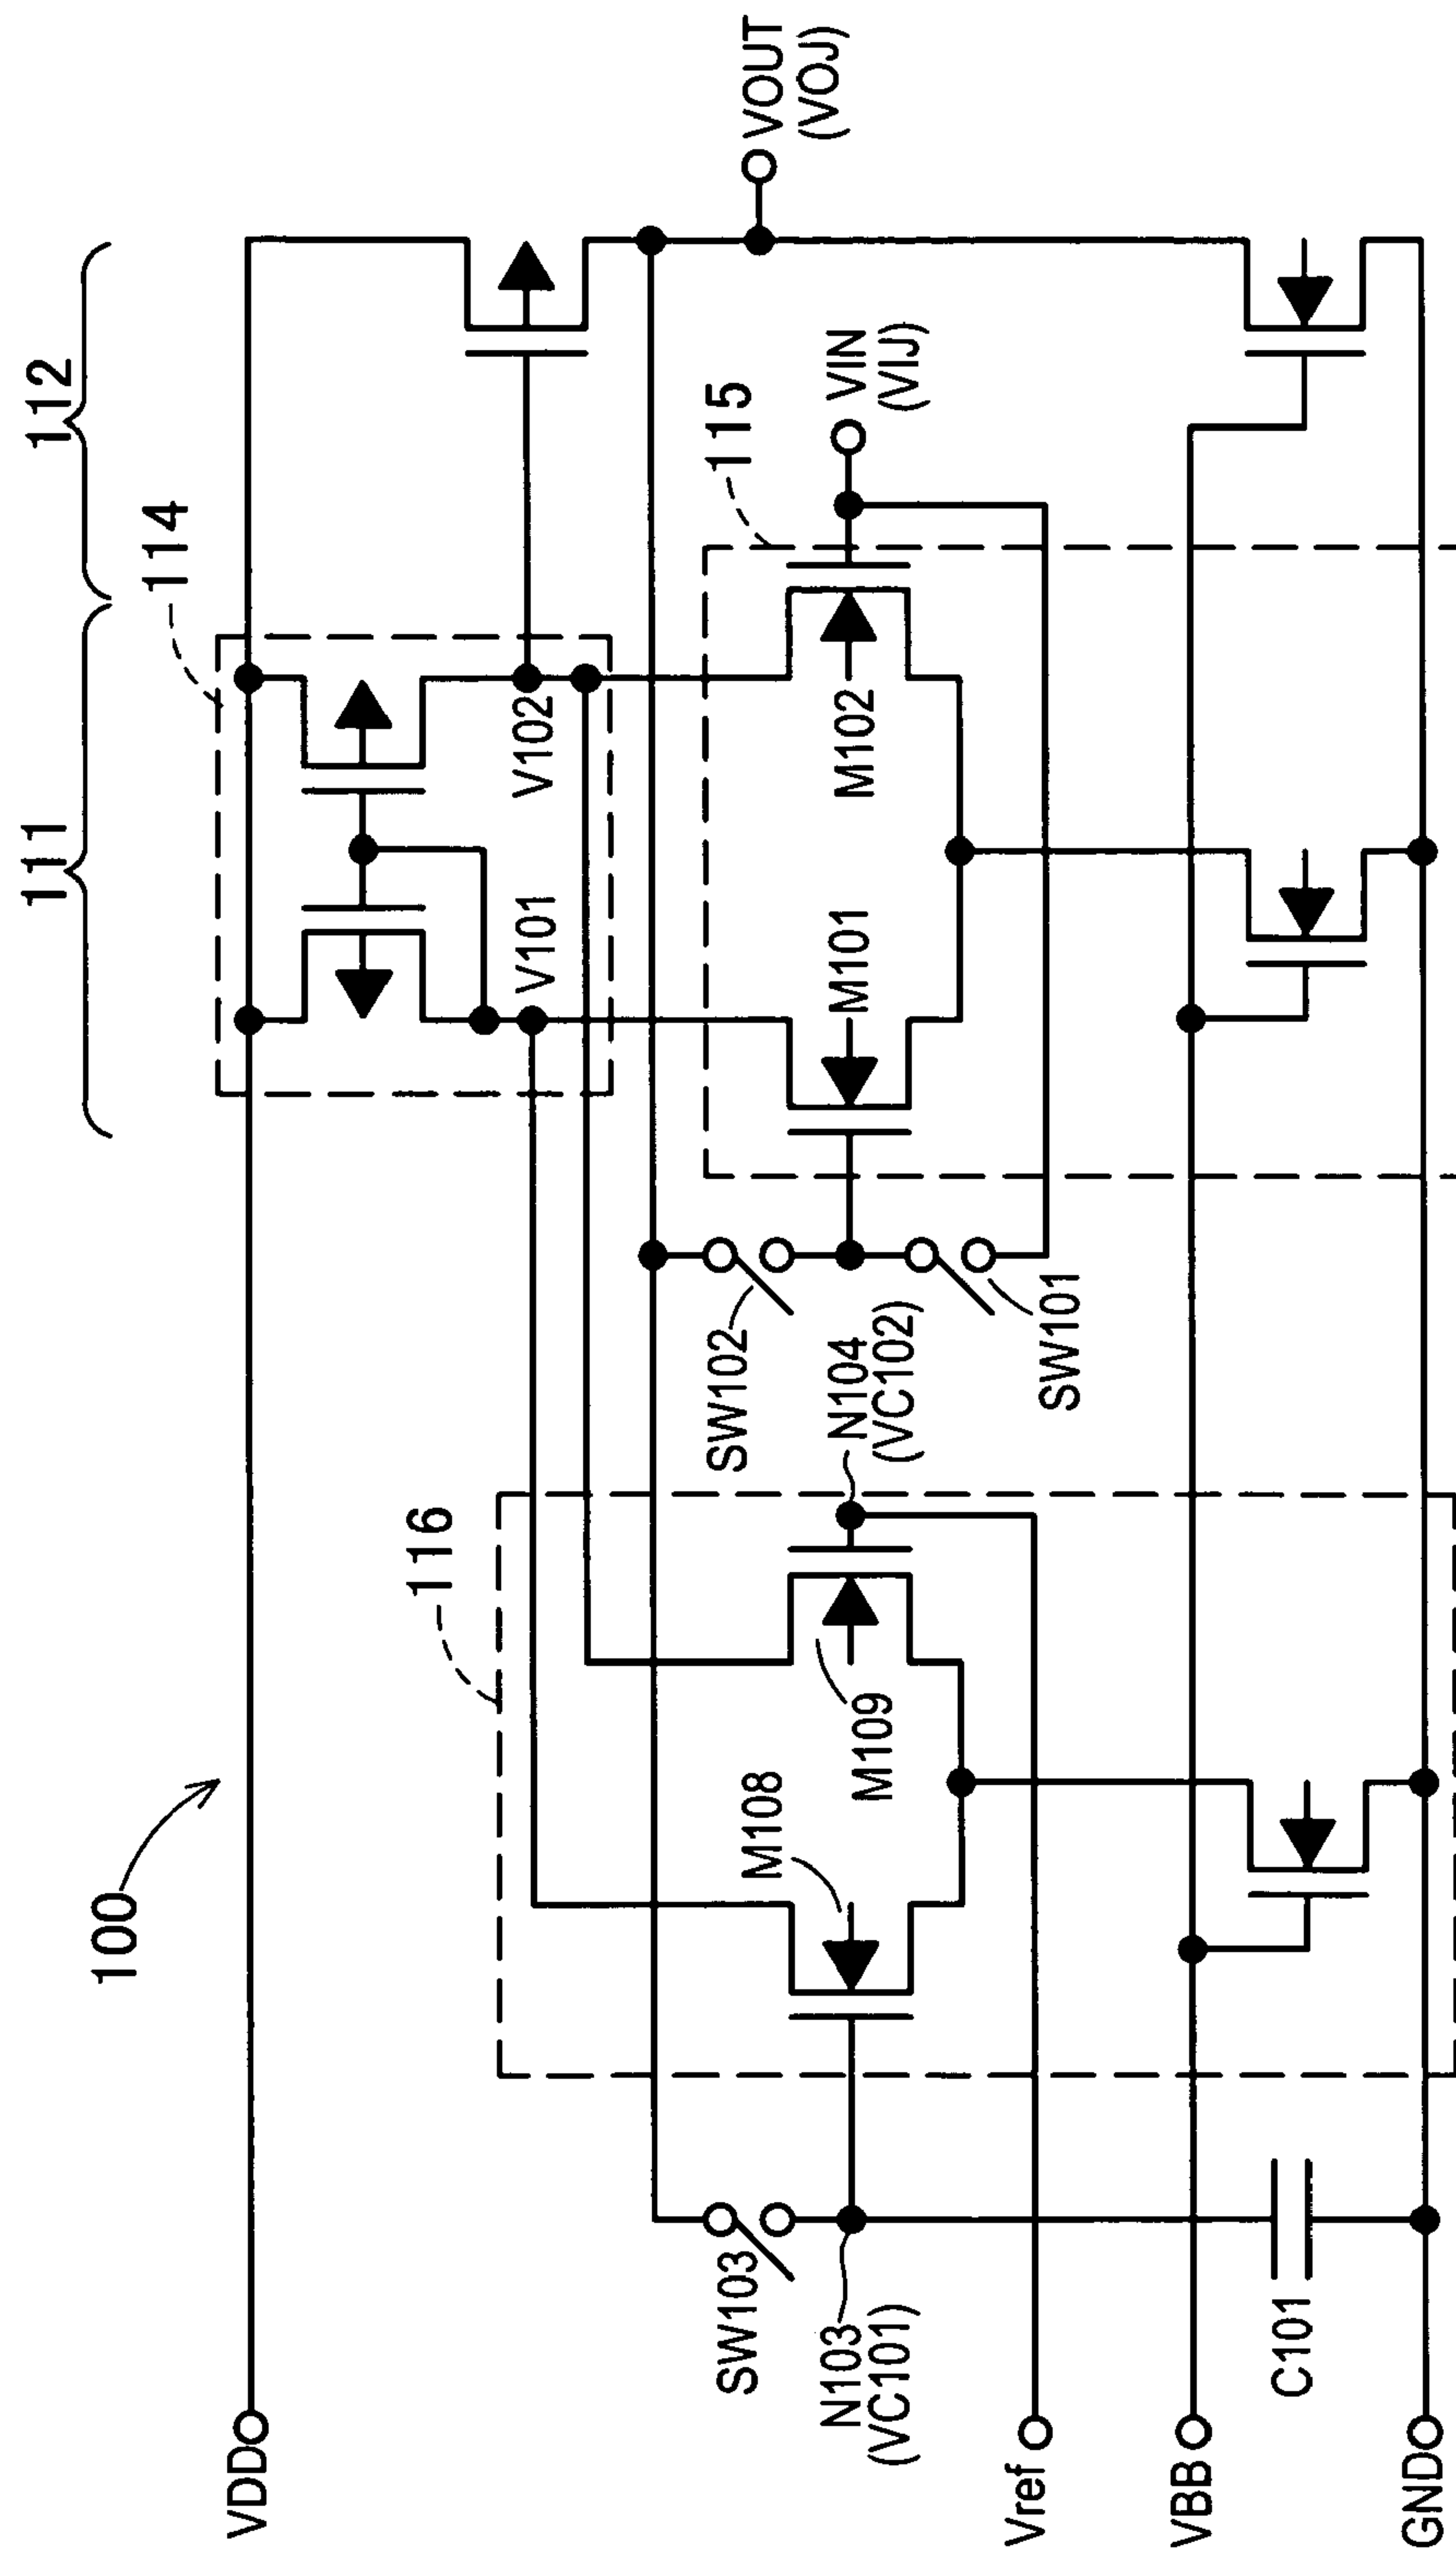 100
111
112
114
VDD
116
V101
V102
VOUT
(VOJ)
115
SW103
M108
M109
SW102
M101
M102
VIN
(VIJ)
N103
(VC101)
N104
(VC102)
SW101
Vref
VBB
C101
GND